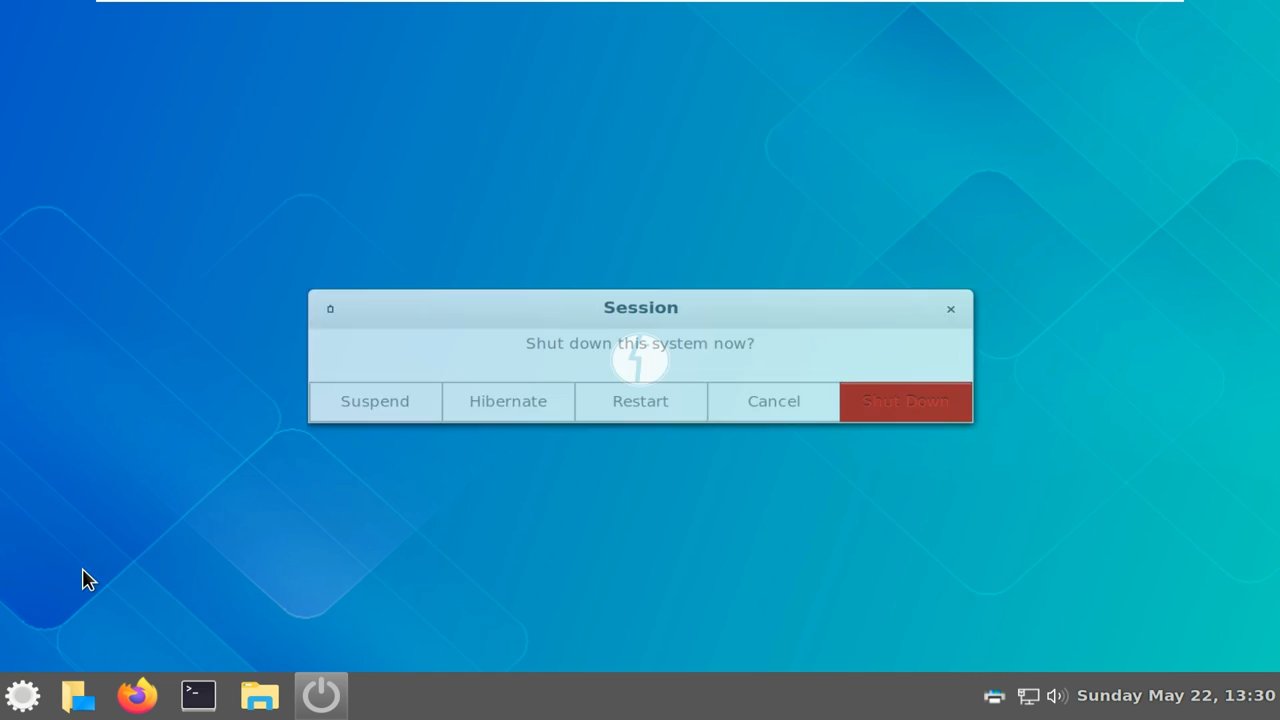 Session
Shut down this system now?
Suspend
Hibernate
Restart
Cancel
Shut Down
>_
Sunday May 22, 13:30